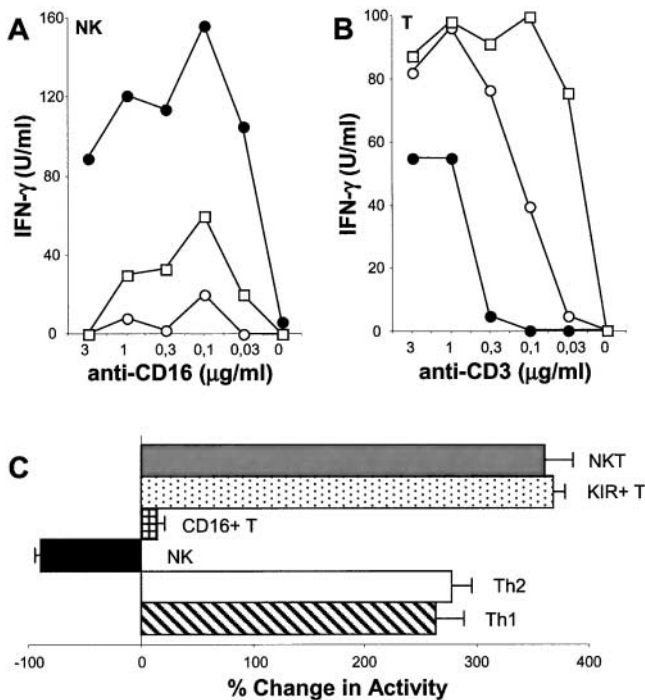 A NK
160
120
80
40
0
IFN-γ (U/ml)
3 1 0,3 0,1 0,03 0
anti-CD16 (µg/ml)
B T
100
80
60
40
20
0
IFN-γ (U/ml)
3 1 0,3 0,1 0,03 0
anti-CD3 (µg/ml)
C
NKT
KIR+ T
CD16+ T
NK
Th2
Th1
-100 0 100 200 300 400
% Change in Activity